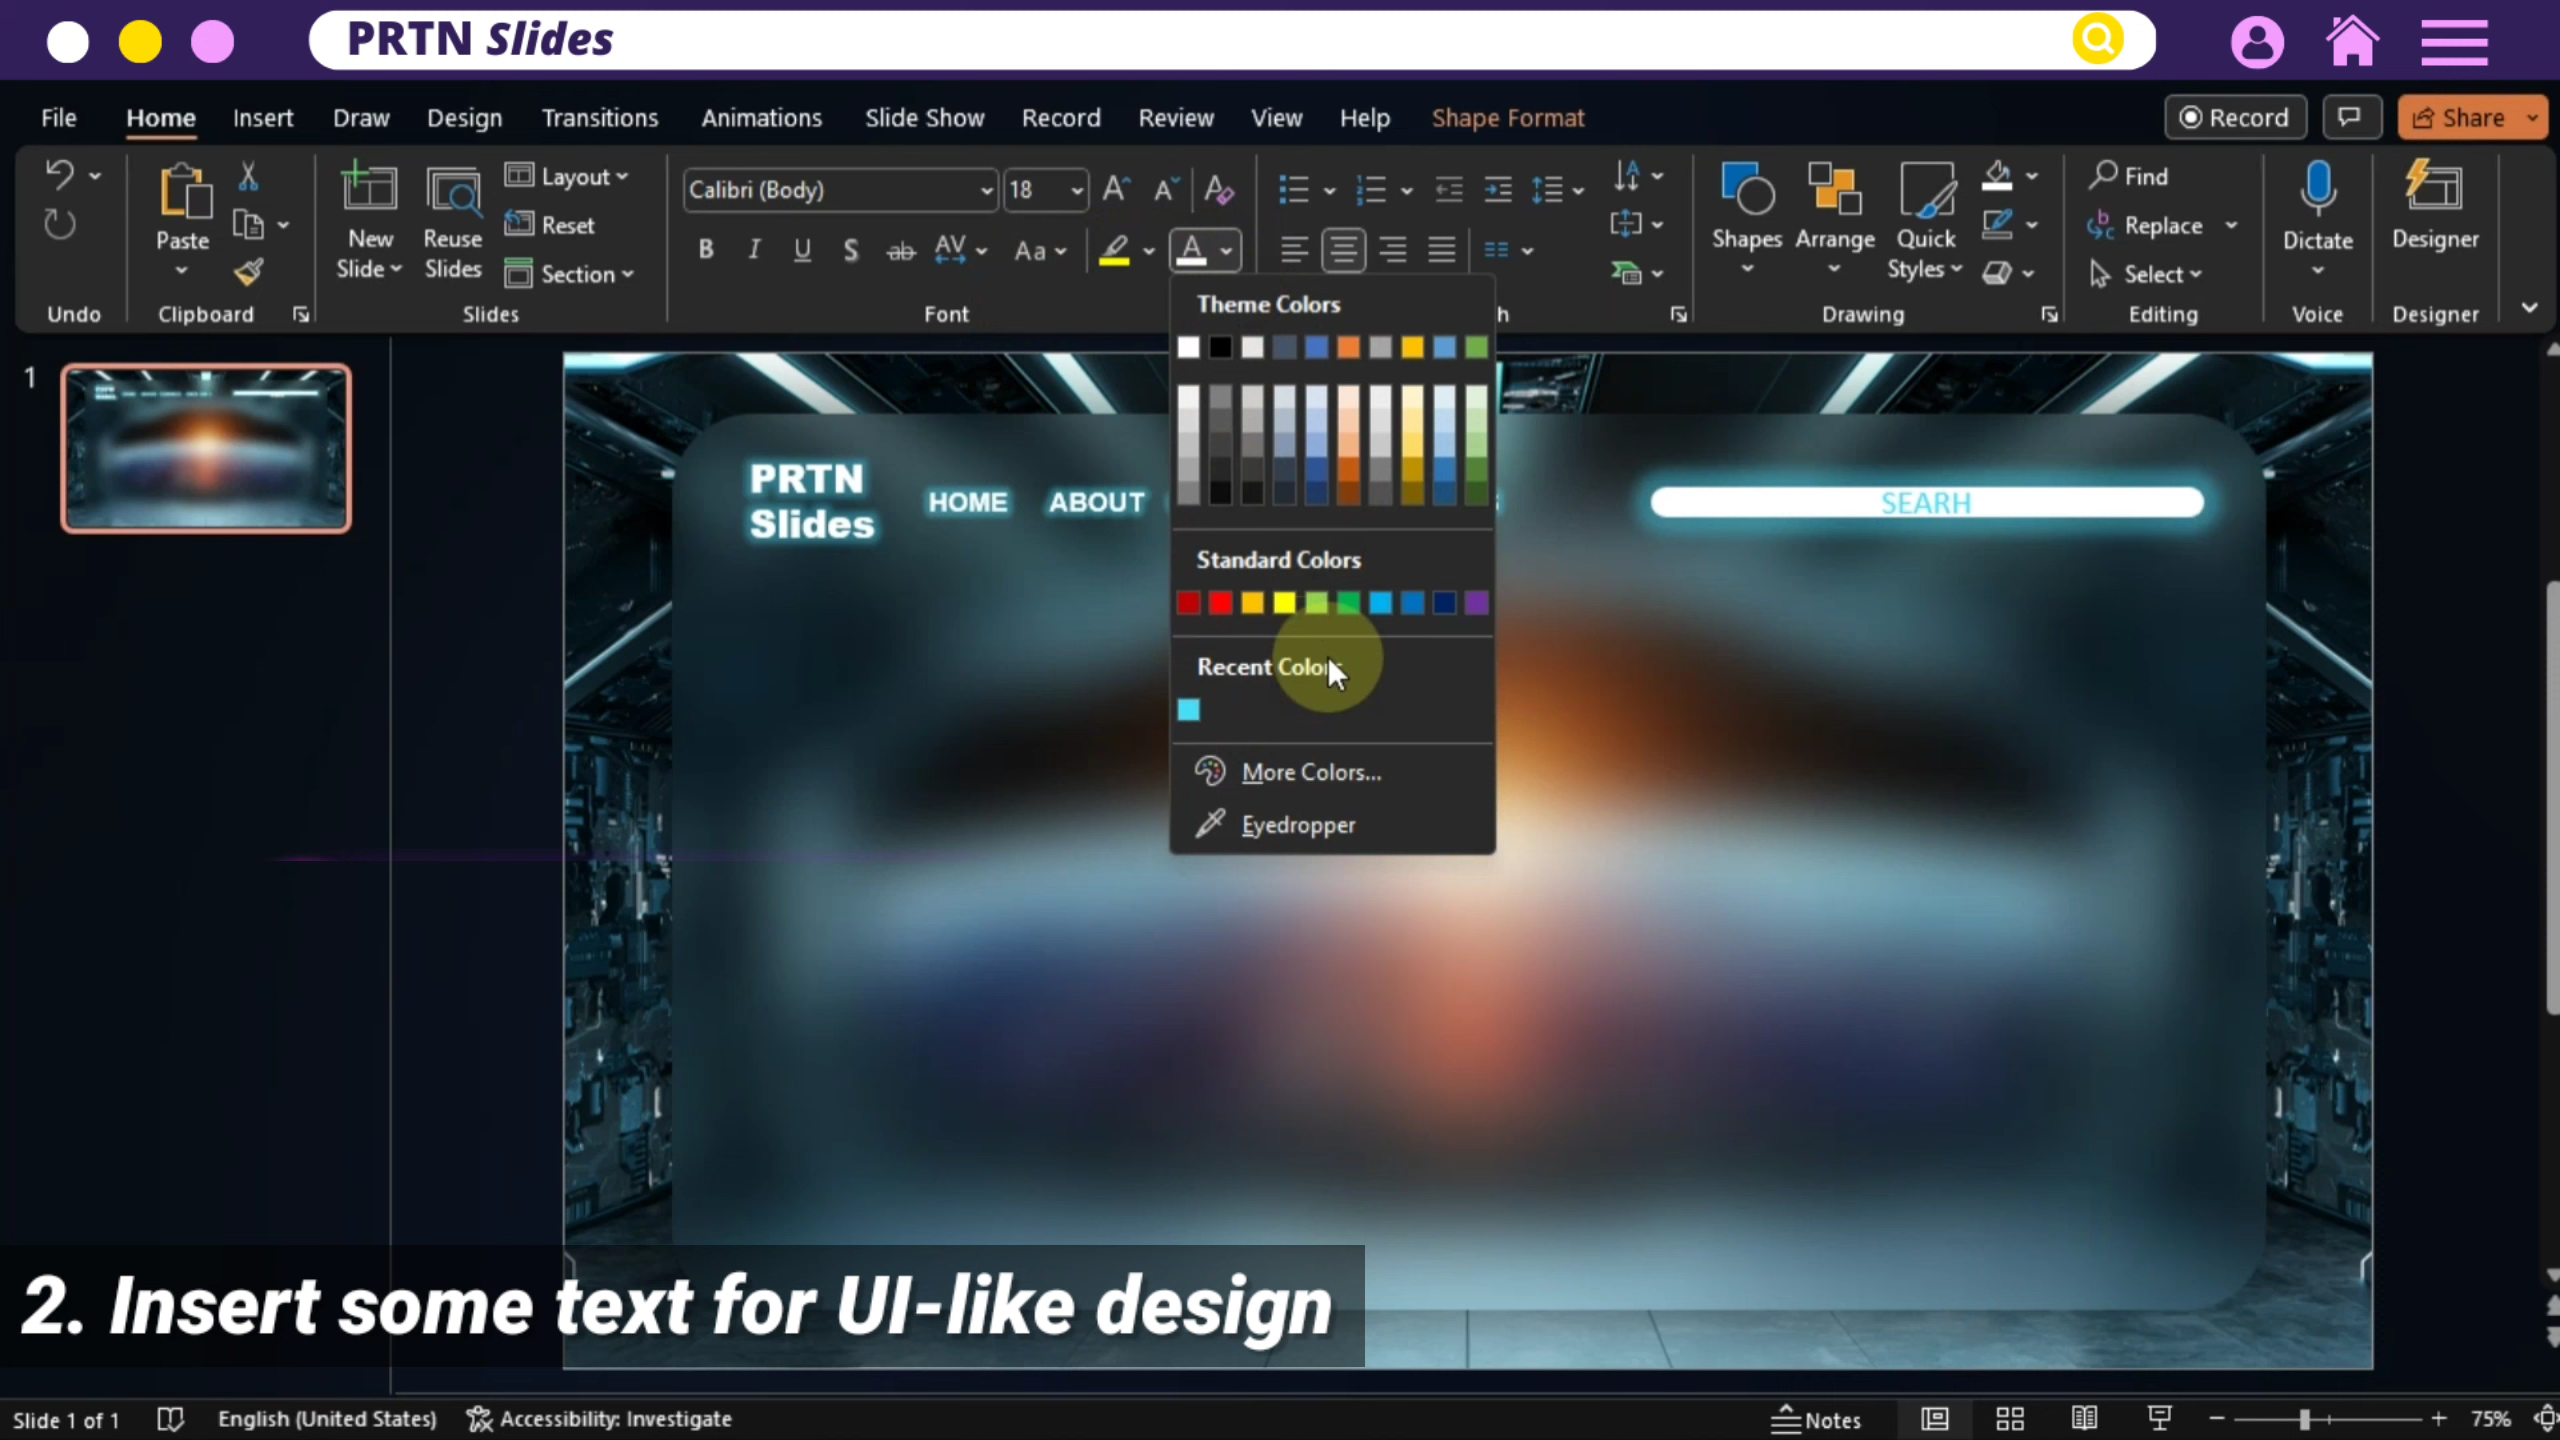 PRTN Slides
File Home Insert Draw Design Transitions Animations Slide Show Record Review View Help Shape Format Record Share
Paste
New Slide
Reuse Slides
Layout
Reset
Section
Calibri (Body) 18
B I U S ab AV Aa A
Shapes Arrange Quick Styles
Find
Replace
Select
Dictate
Designer
Undo Clipboard Slides Font h Drawing Editing Voice Designer
Theme Colors
Standard Colors
Recent Colors
More Colors...
Eyedropper
1
PRTN
Slides
HOME ABOUT
SEARH
2. Insert some text for UI-like design
Slide 1 of 1 English (United States) Accessibility: Investigate Notes 75%